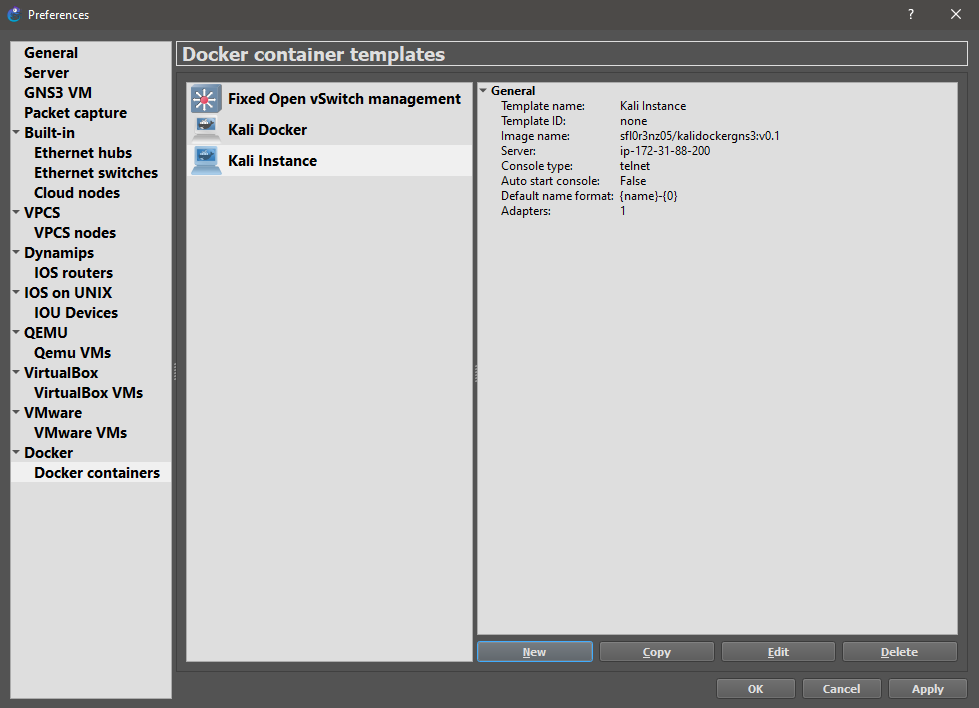 Preferences
?
General
Server
GNS3 VM
Packet capture
Built-in
Ethernet hubs
Ethernet switches
Cloud nodes
VPCS
VPCS nodes
Dynamips
IOS routers
IOS on UNIX
IOU Devices
QEMU
Qemu VMs
VirtualBox
VirtualBox VMs
VMware
VMware VMs
Docker
Docker containers
Docker container templates
Fixed Open vSwitch management
Kali Docker
Kali Instance
General
Template name: Kali Instance
Template ID: none
Image name: sfl0r3nz05/kalidockergns3:v0.1
Server: ip-172-31-88-200
Console type: telnet
Auto start console: False
Default name format: {name}-{0}
Adapters: 1
New Copy Edit Delete
OK Cancel Apply